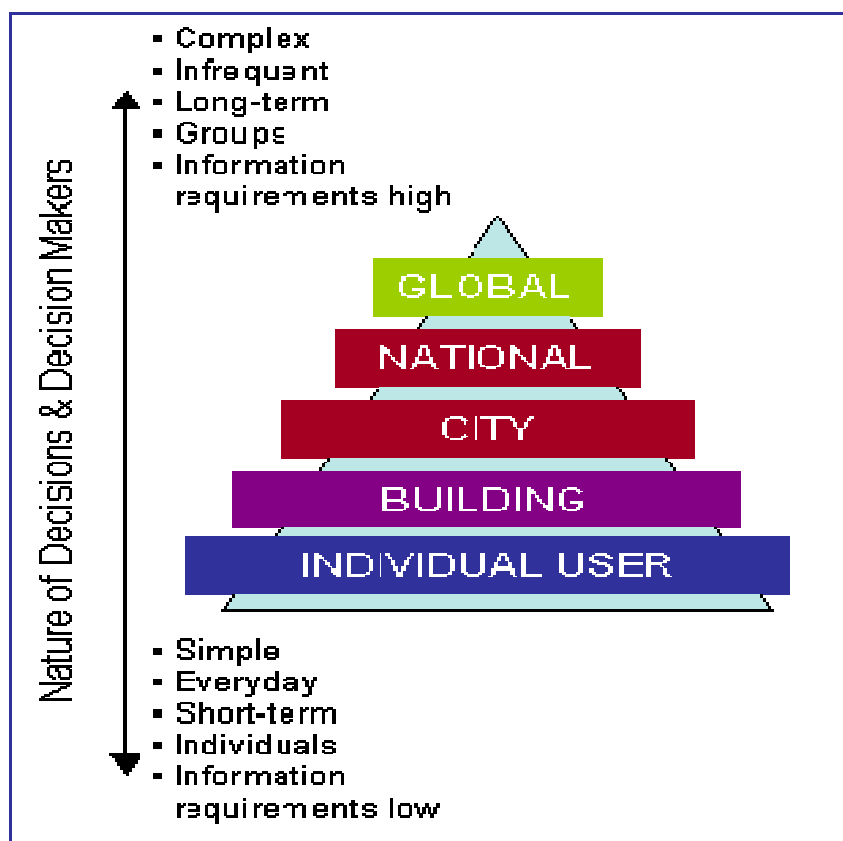 ▪ Complex
▪ Infrequent
▪ Long-term
▪ Groups
▪ Information
requirements high
Nature of Decisions & Decision Makers
GLOBAL
NATIONAL
CITY
BUILDING
INDIVIDUAL USER
▪ Simple
▪ Everyday
▪ Short-term
▪ Individuals
▪ Information
requirements low